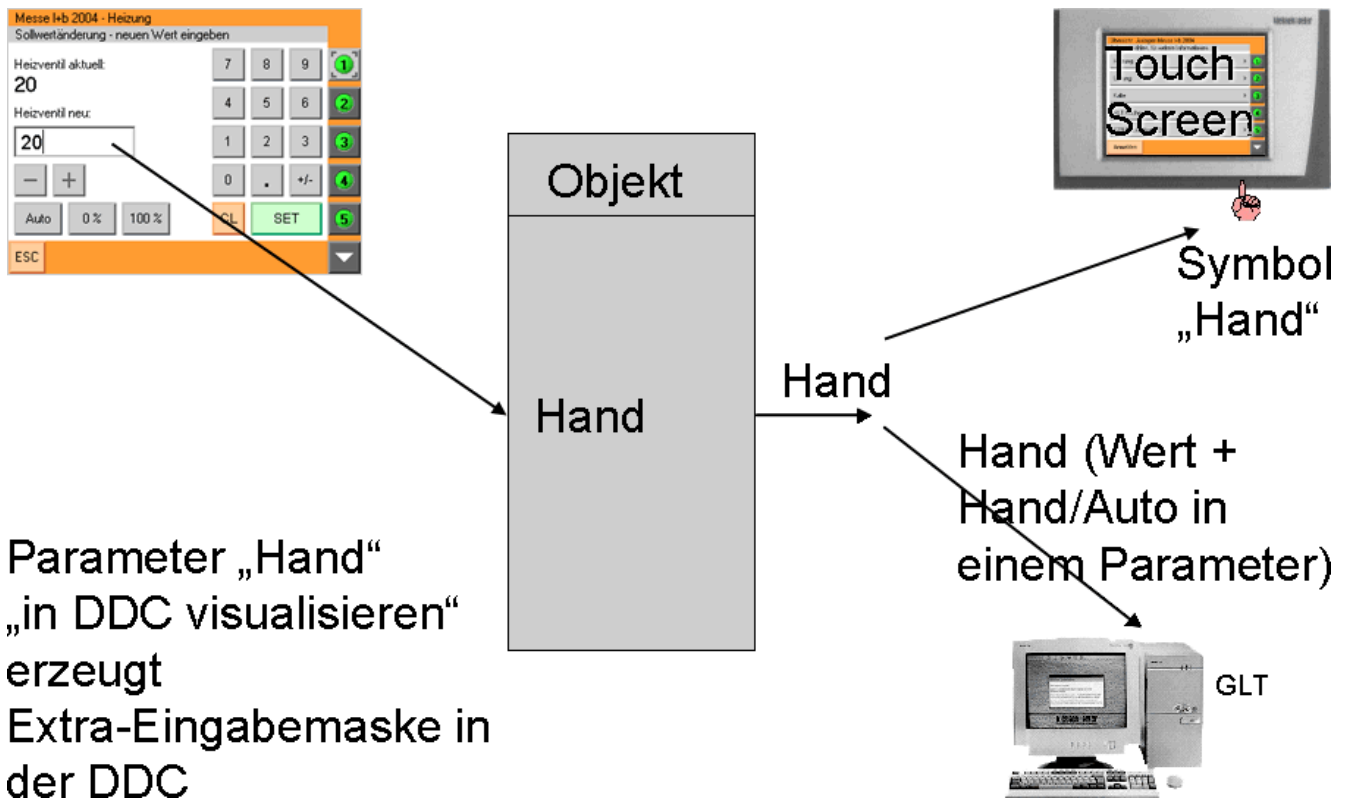 Messe I+b 2004 - Heizung
Sollwertänderung - neuen Wert eingeben
Heizventil aktuell:
20
Heizventil neu:
20
7 8 9 1
4 5 6 2
1 2 3 3
0 . +/- 4
− +
Auto 0 % 100 % CL SET 5
ESC
Objekt
Hand
Hand
Touch
Screen
Symbol
„Hand“
Hand (Wert +
Hand/Auto in
einem Parameter)
GLT
Parameter „Hand“
„in DDC visualisieren“
erzeugt
Extra-Eingabemaske in
der DDC